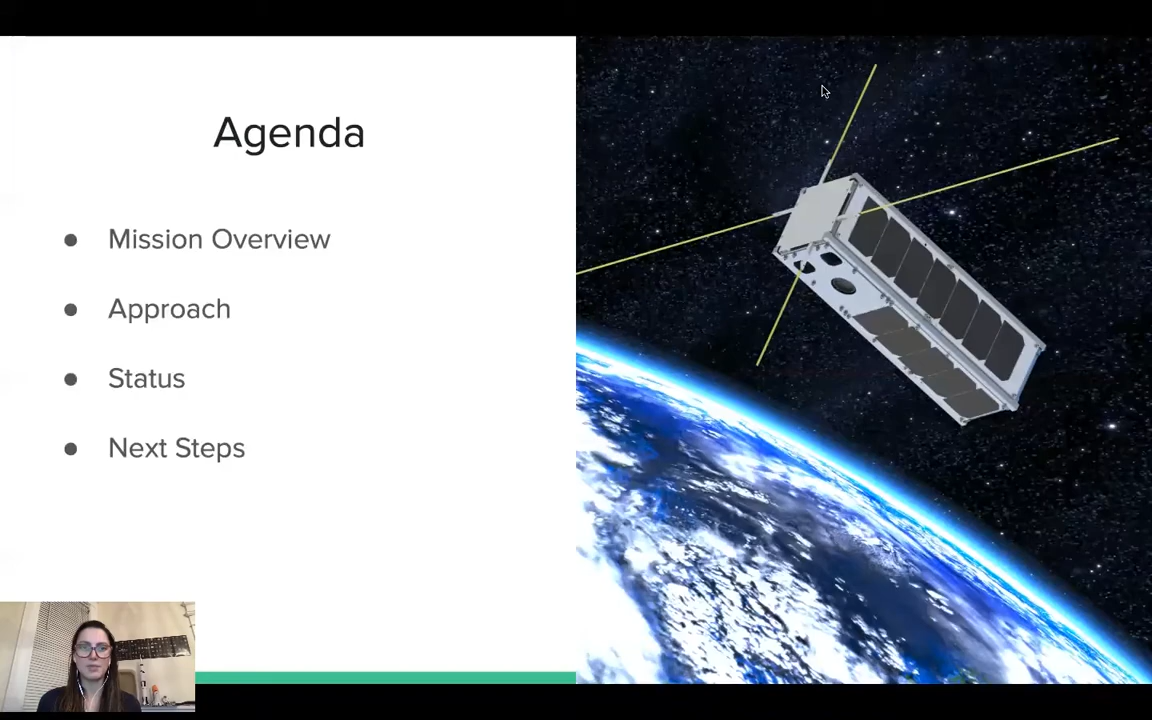 Agenda
● Mission Overview
● Approach
● Status
● Next Steps